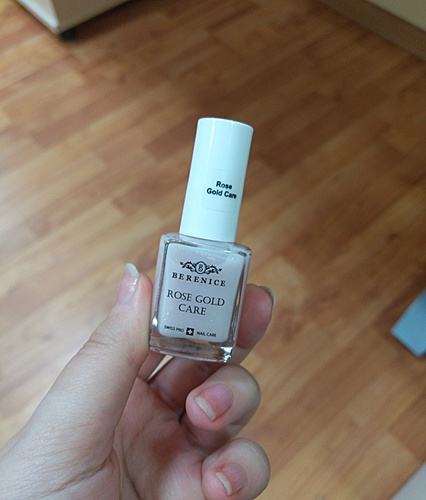 Rose
Gold Care
BERENICE
ROSE GOLD
CARE
SWISS PRO NAIL CARE